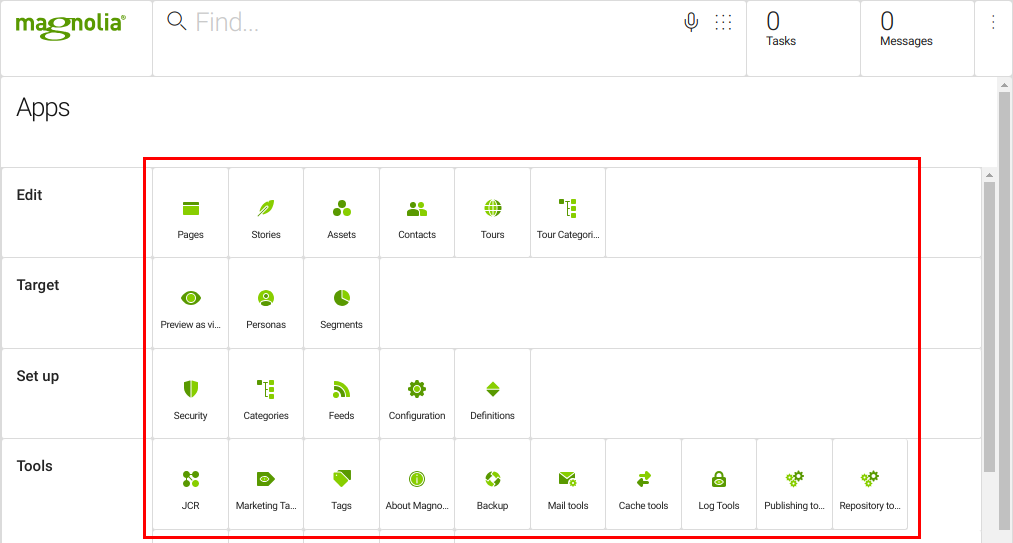 magnolia®
Find...
0
Tasks
0
Messages
Apps
Edit
Pages
Stories
Assets
Contacts
Tours
Tour Categori...
Target
Preview as vi...
Personas
Segments
Set up
Security
Categories
Feeds
Configuration
Definitions
Tools
JCR
Marketing Ta...
Tags
About Magno...
Backup
Mail tools
Cache tools
Log Tools
Publishing to...
Repository to...